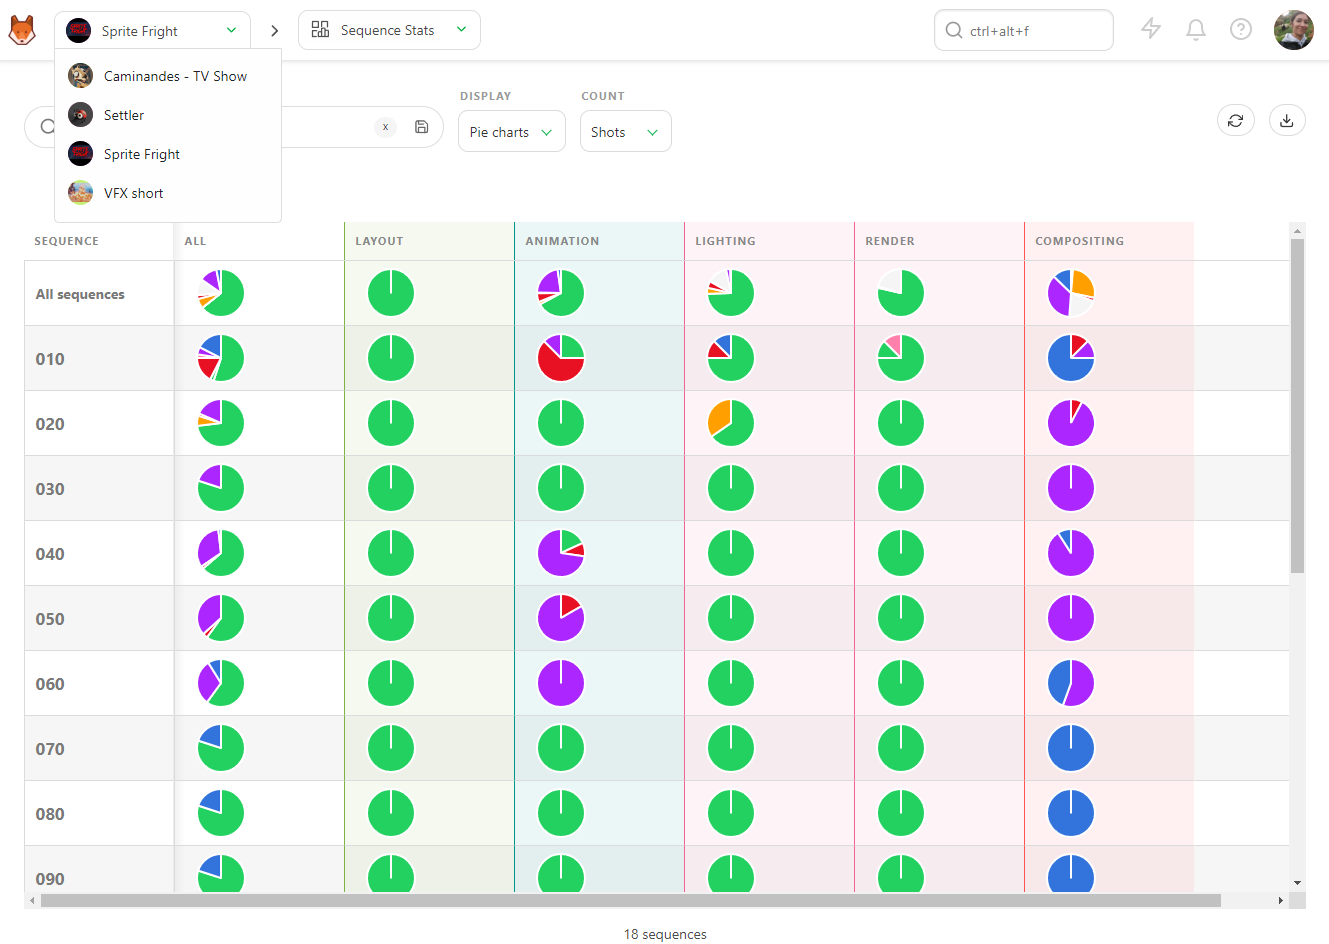 Sprite Fright
Sequence Stats
ctrl+alt+f
Caminandes - TV Show
Settler
Sprite Fright
VFX short
DISPLAY
COUNT
x
Pie charts
Shots
SEQUENCE
ALL
LAYOUT
ANIMATION
LIGHTING
RENDER
COMPOSITING
All sequences
010
020
030
040
050
060
070
080
090
18 sequences